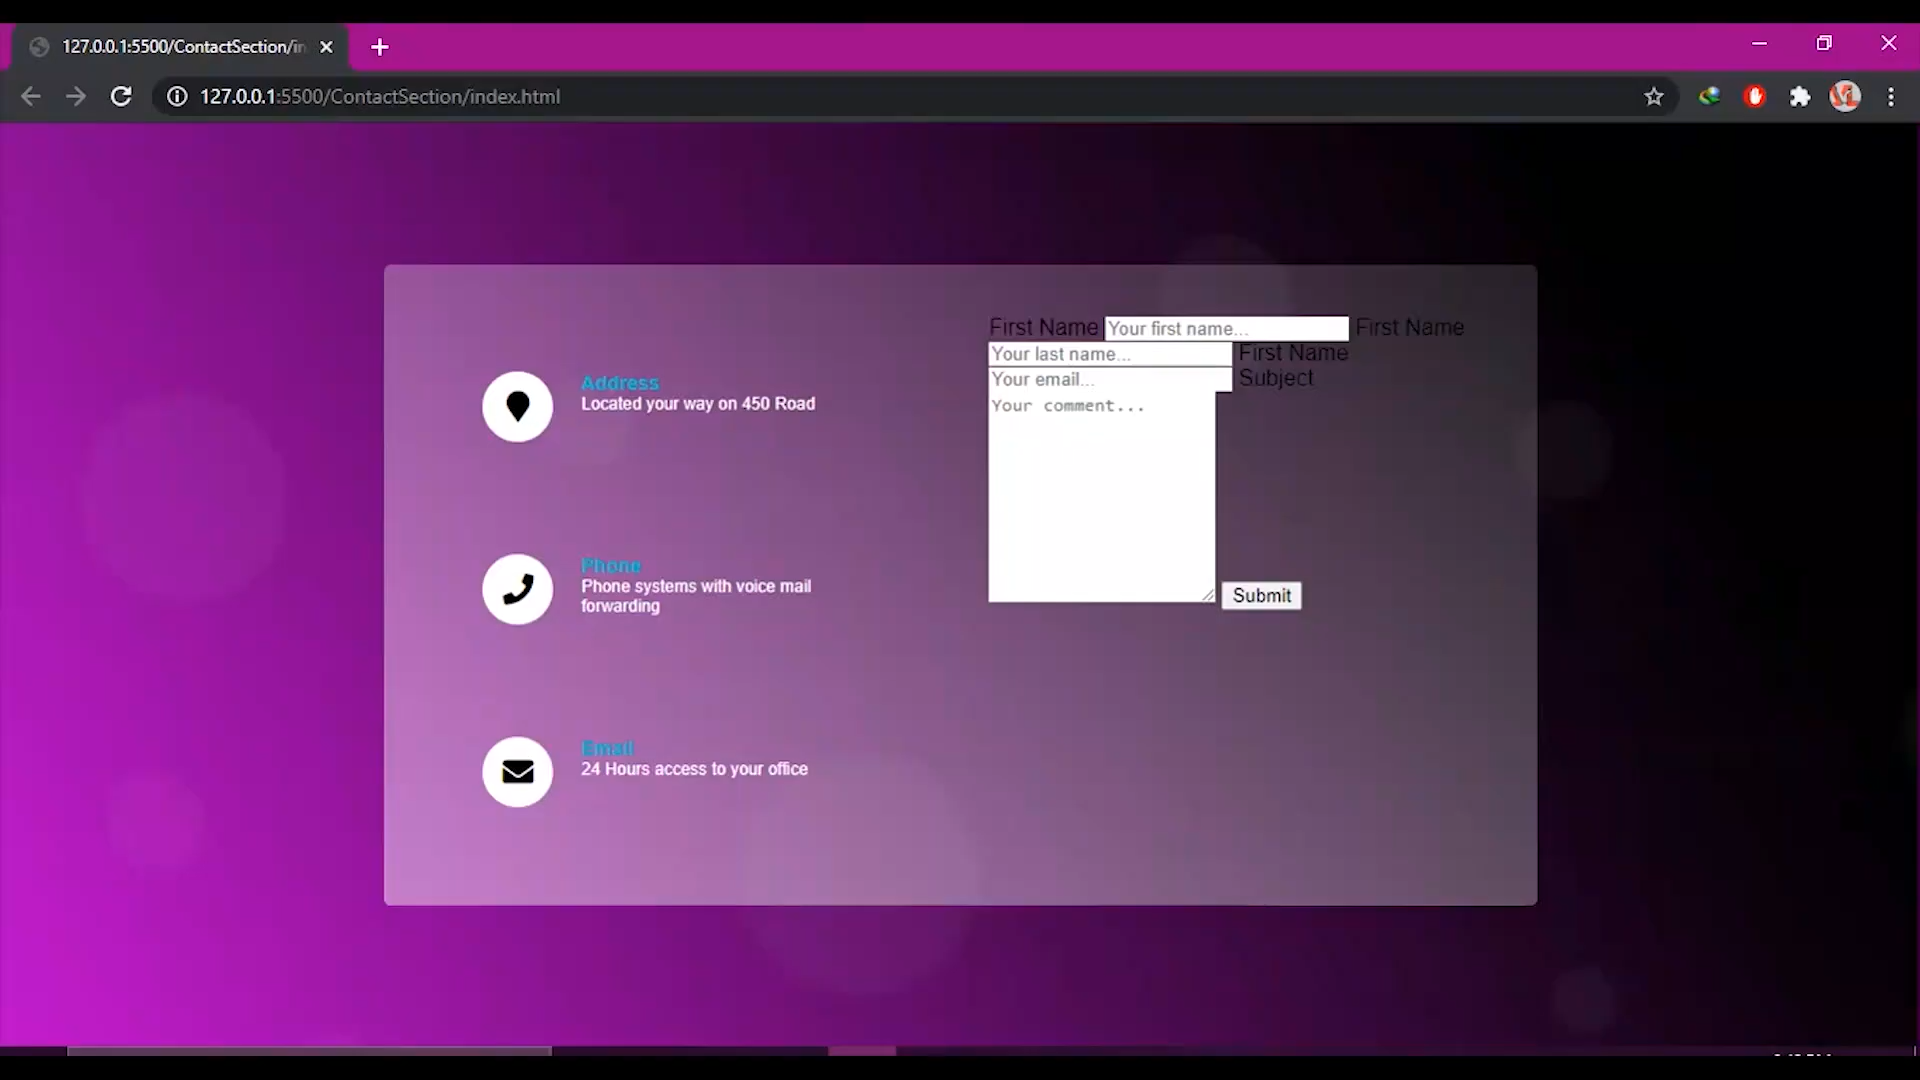 127.0.0.1:5500/ContactSection/in
127.0.0.1:5500/ContactSection/index.html
Address
Located your way on 450 Road
Phone
Phone systems with voice mail
forwarding
Email
24 Hours access to your office
First Name Your first name... First Name
Your last name... First Name
Your email... Subject
Your comment...
Submit